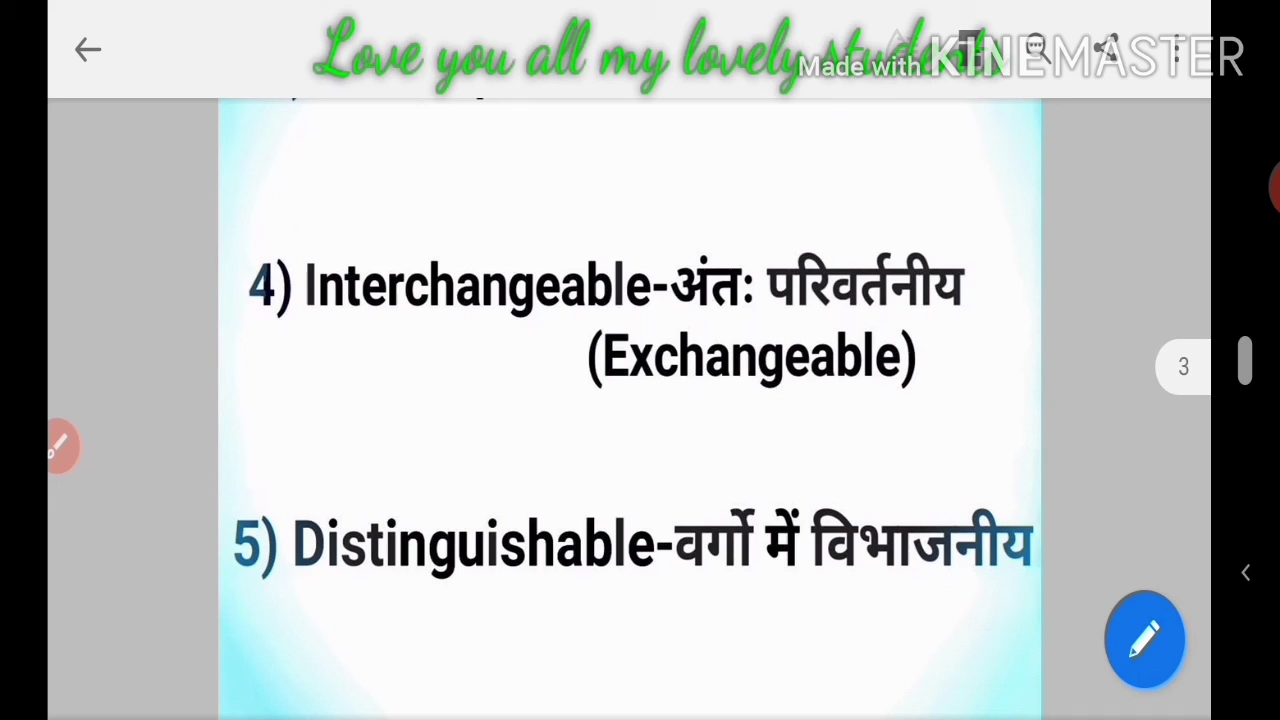 Love you all my lovely students
Made with KINEMASTER
4) Interchangeable-अंतः परिवर्तनीय
(Exchangeable)
3
5) Distinguishable-वर्गो में विभाजनीय